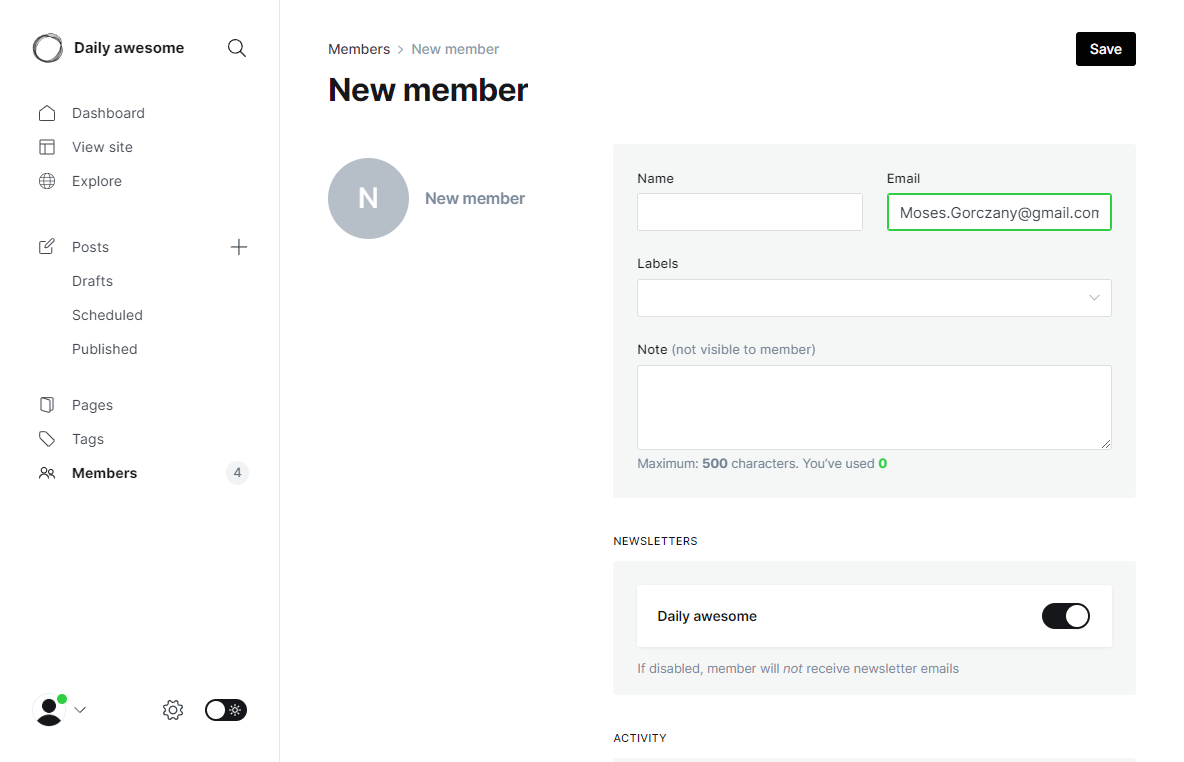 Daily awesome
Dashboard
View site
Explore
Posts
Drafts
Scheduled
Published
Pages
Tags
Members
4
Members > New member
Save
New member
N
New member
Name
Email
Moses.Gorczany@gmail.com
Labels
Note (not visible to member)
Maximum: 500 characters. You've used 0
NEWSLETTERS
Daily awesome
If disabled, member will not receive newsletter emails
ACTIVITY